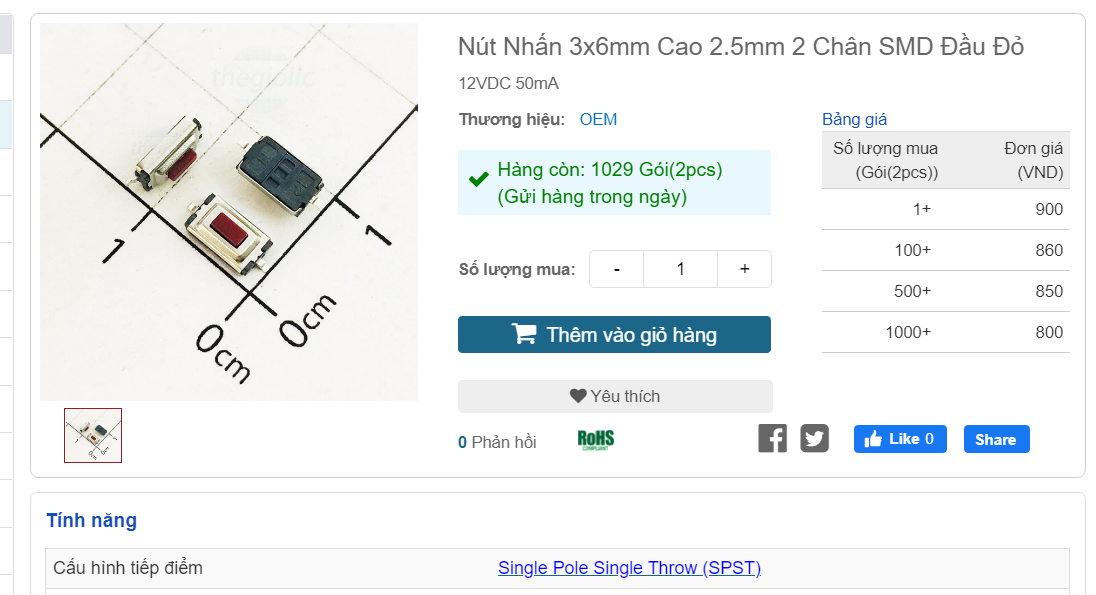 Nút Nhấn 3x6mm Cao 2.5mm 2 Chân SMD Đầu Đỏ
12VDC 50mA
Thương hiệu: OEM
Hàng còn: 1029 Gói(2pcs)
(Gửi hàng trong ngày)
Số lượng mua: - 1 +
Thêm vào giỏ hàng
Yêu thích
0 Phản hồi
RoHS
COMPLIANT
Like 0
Share
Bảng giá
Số lượng mua
(Gói(2pcs))
Đơn giá
(VND)
1+ 900
100+ 860
500+ 850
1000+ 800
thegioiic
1
1
0cm
0cm
Tính năng
Cấu hình tiếp điểm Single Pole Single Throw (SPST)